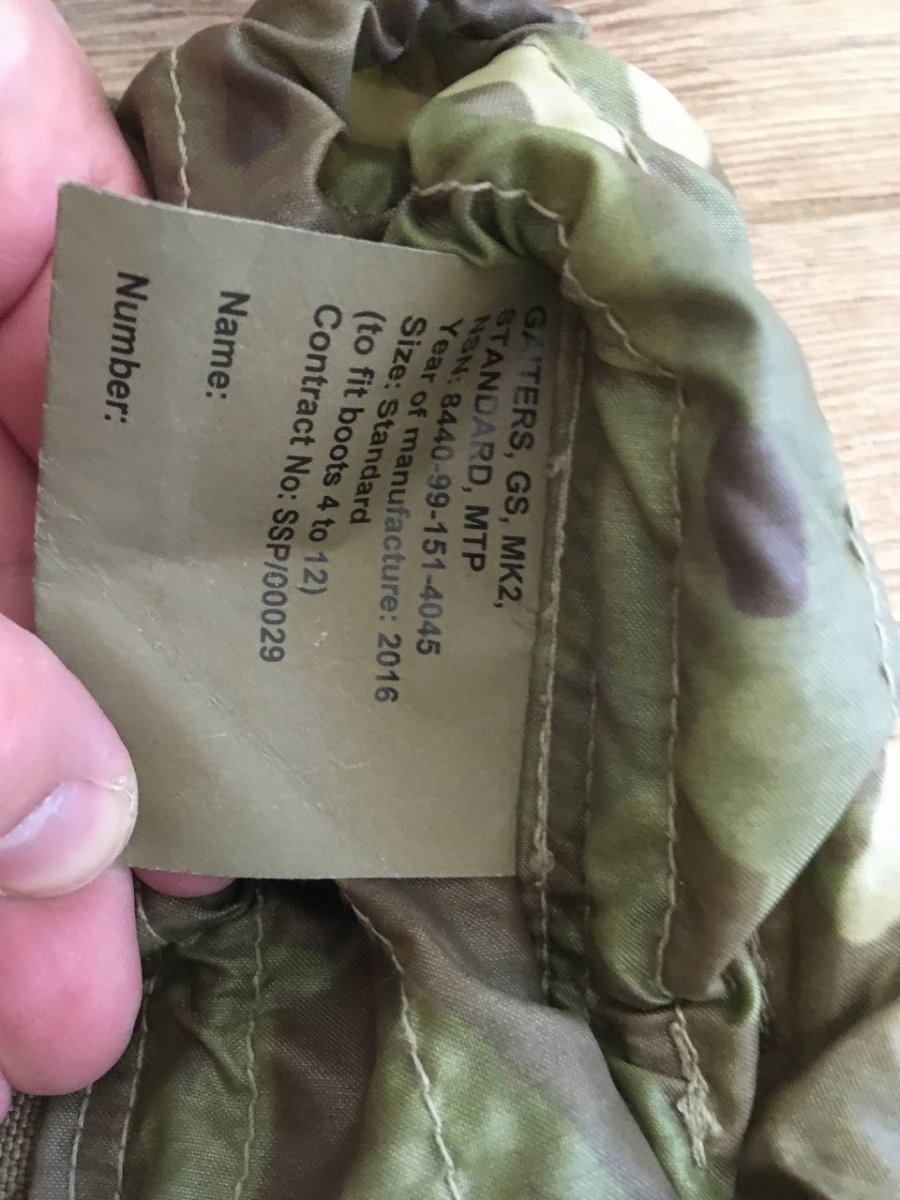 GAITERS, GS, MK2,
STANDARD, MTP
NSN: 8440-99-151-4045
Year of manufacture: 2016
Size: Standard
(to fit boots 4 to 12)
Contract No: SSP/00029
Name:
Number: